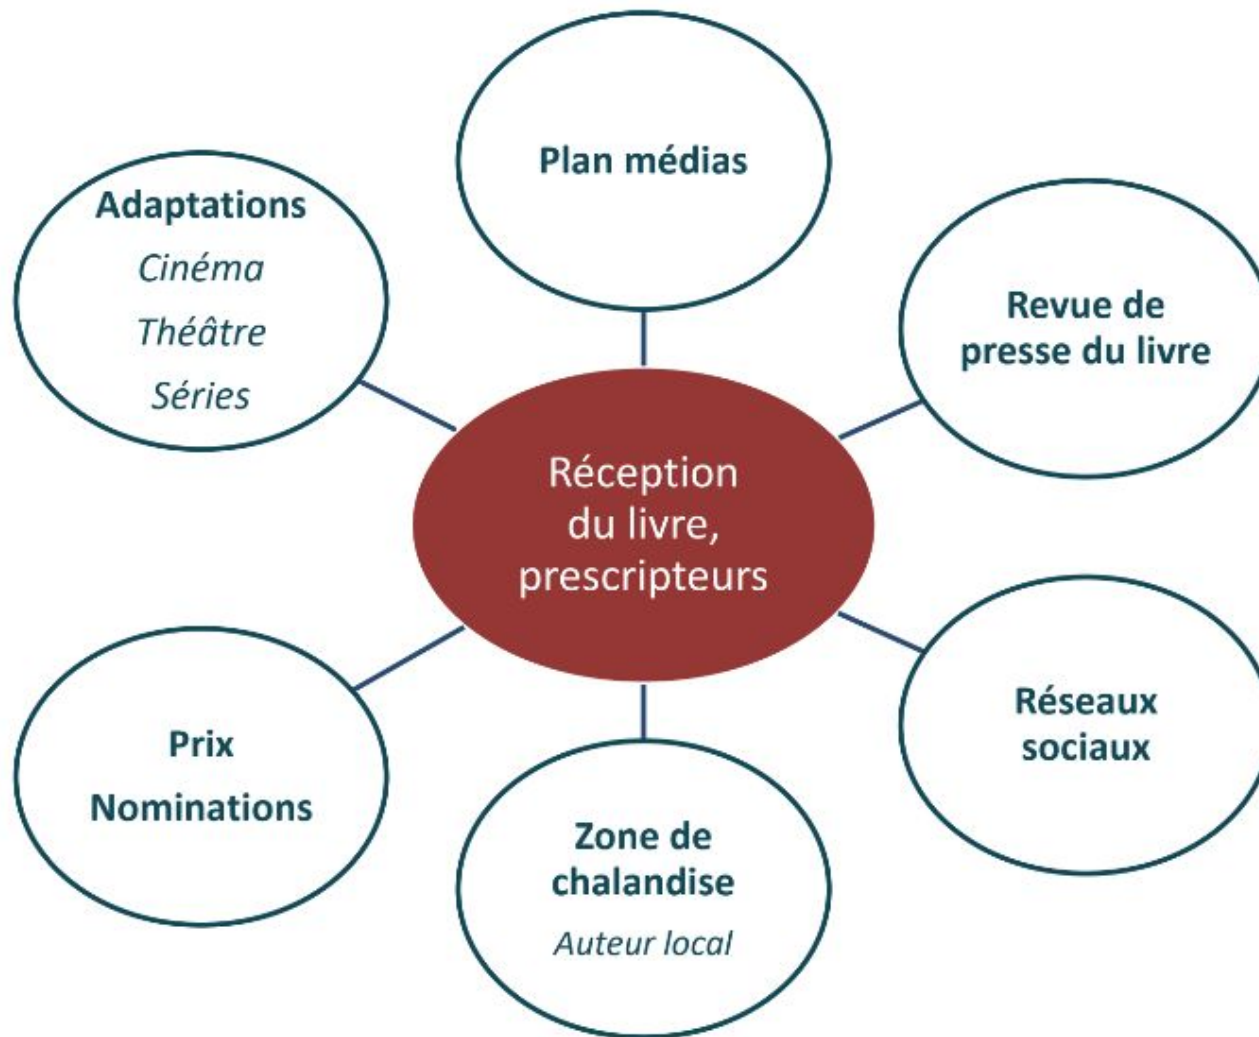 Plan médias
Adaptations
Cinéma
Théâtre
Séries
Revue de
presse du livre
Réception
du livre,
prescripteurs
Prix
Nominations
Réseaux
sociaux
Zone de
chalandise
Auteur local